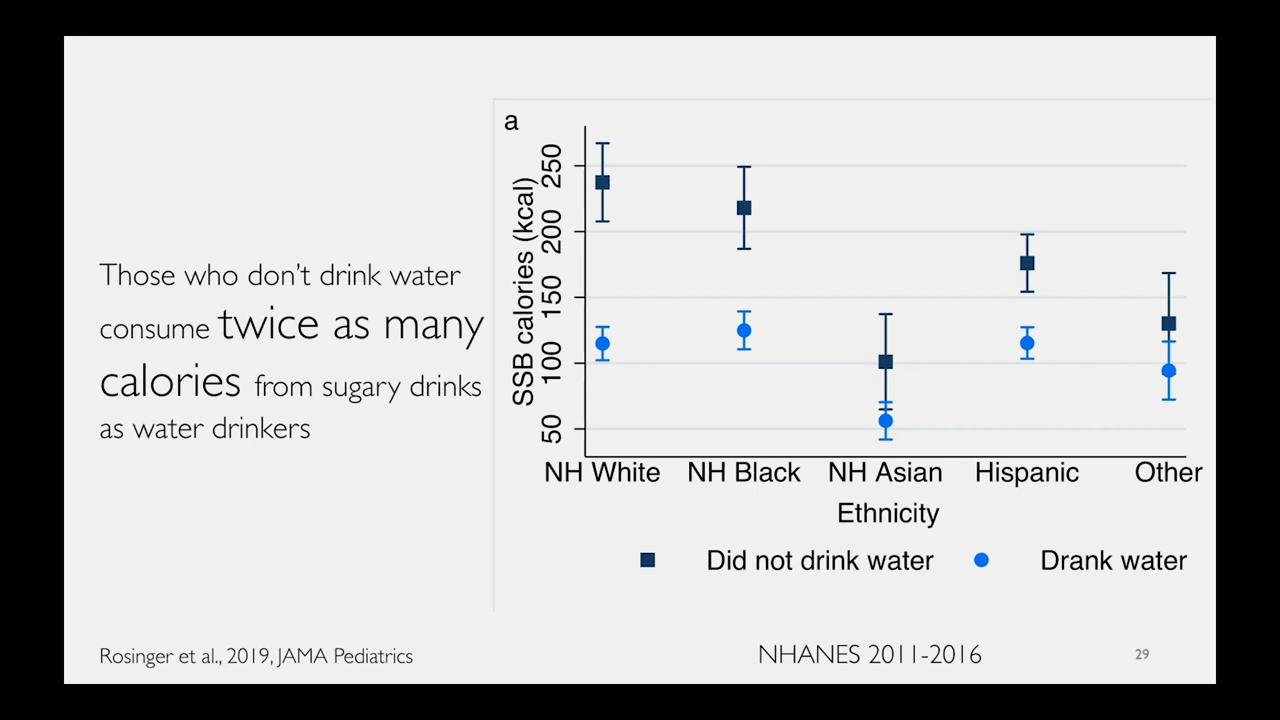 Those who don't drink water
consume twice as many
calories from sugary drinks
as water drinkers
a
SSB calories (kcal)
250
200
150
100
50
NH White NH Black NH Asian Hispanic Other
Ethnicity
Did not drink water Drank water
Rosinger et al., 2019, JAMA Pediatrics
NHANES 2011-2016
29